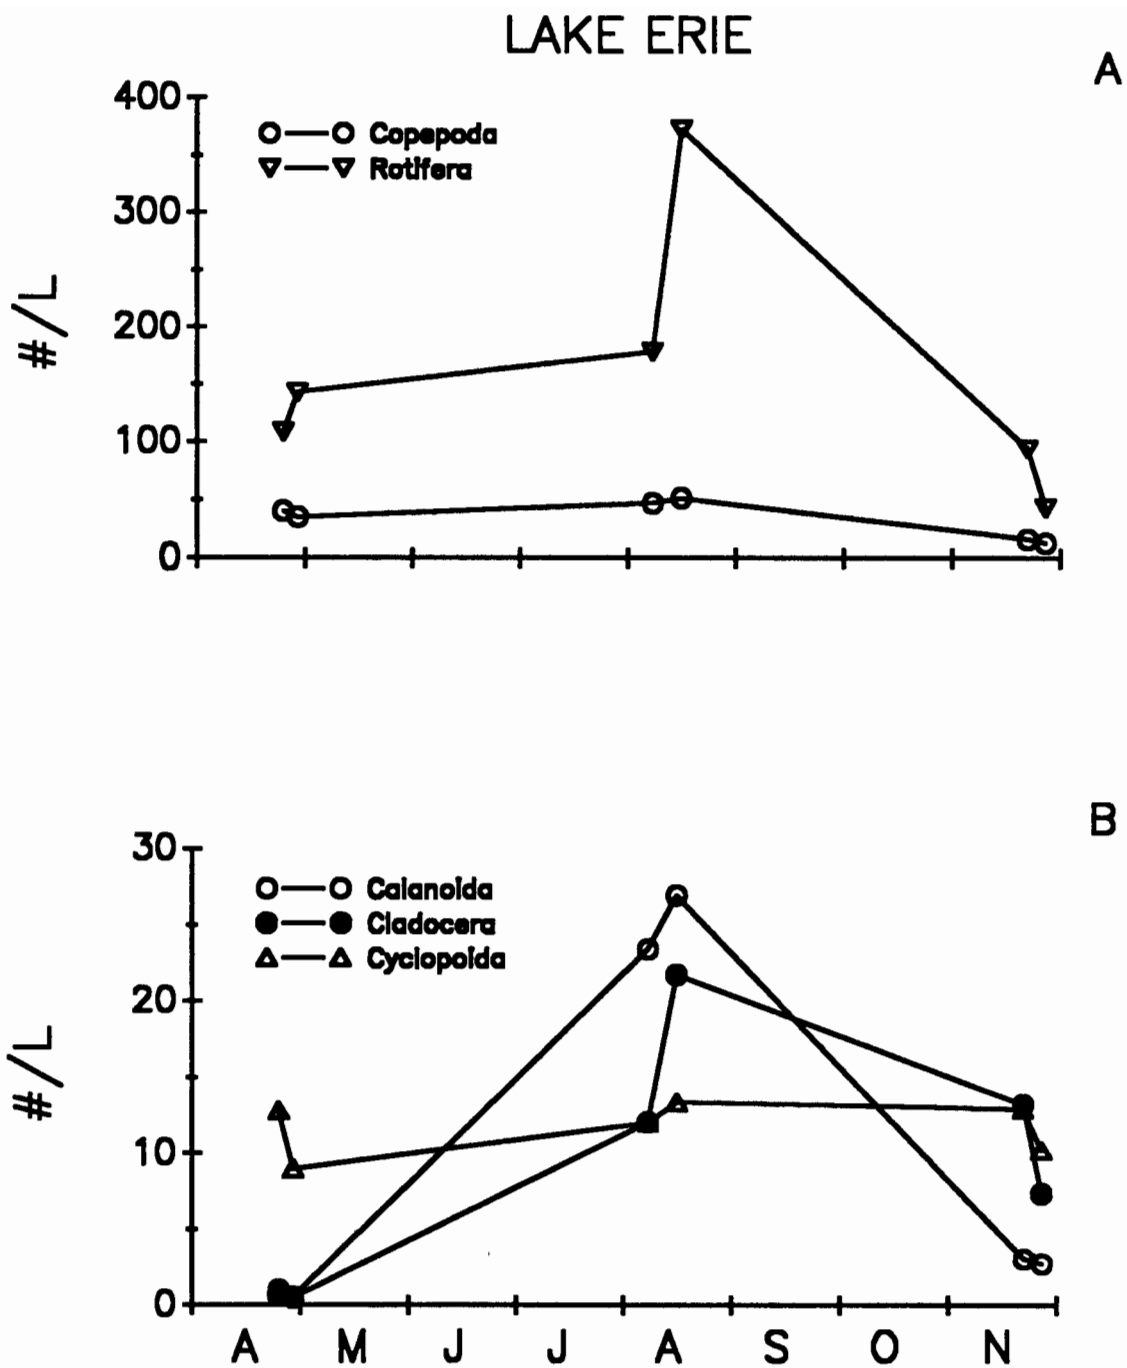 LAKE ERIE
A
400
Copepoda
Rotifera
300
#/L
200
100
0
B
30
Calanoida
Cladocera
Cyclopoida
20
#/L
10
0
A M J J A S O N